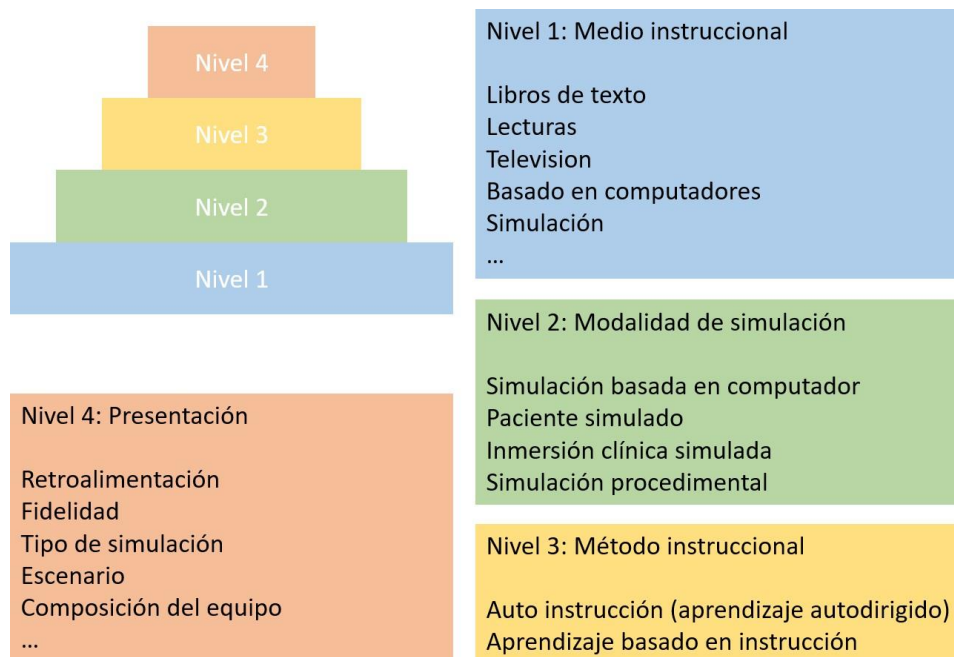 Nivel 4
Nivel 3
Nivel 2
Nivel 1
Nivel 1: Medio instruccional
Libros de texto
Lecturas
Television
Basado en computadores
Simulación
...
Nivel 2: Modalidad de simulación
Simulación basada en computador
Paciente simulado
Inmersión clínica simulada
Simulación procedimental
Nivel 3: Método instruccional
Auto instrucción (aprendizaje autodirigido)
Aprendizaje basado en instrucción
Nivel 4: Presentación
Retroalimentación
Fidelidad
Tipo de simulación
Escenario
Composición del equipo
...